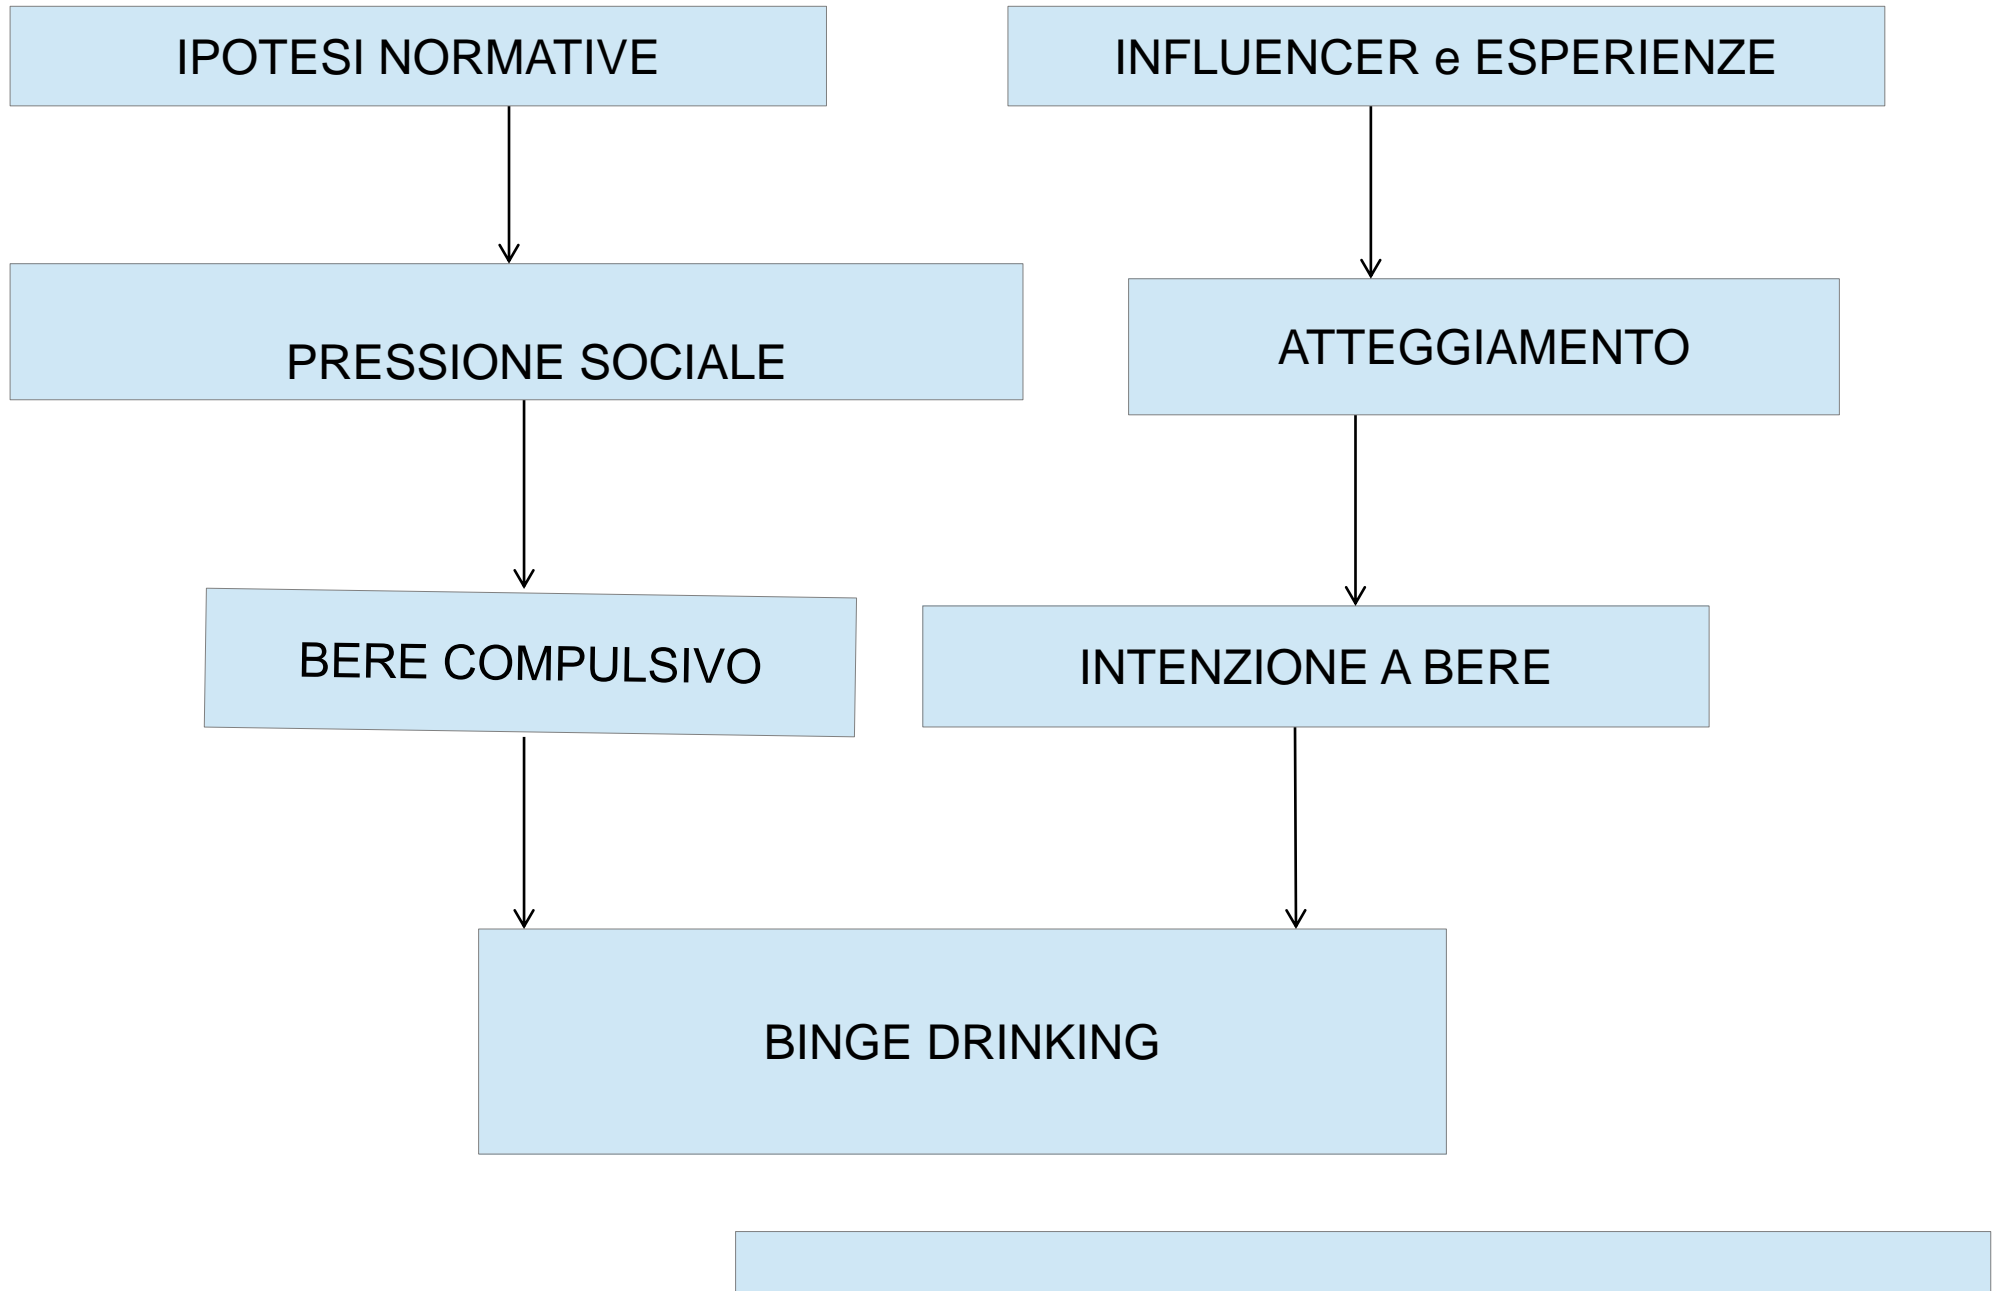 IPOTESI NORMATIVE
INFLUENCER e ESPERIENZE
PRESSIONE SOCIALE
ATTEGGIAMENTO
BERE COMPULSIVO
INTENZIONE A BERE
BINGE DRINKING